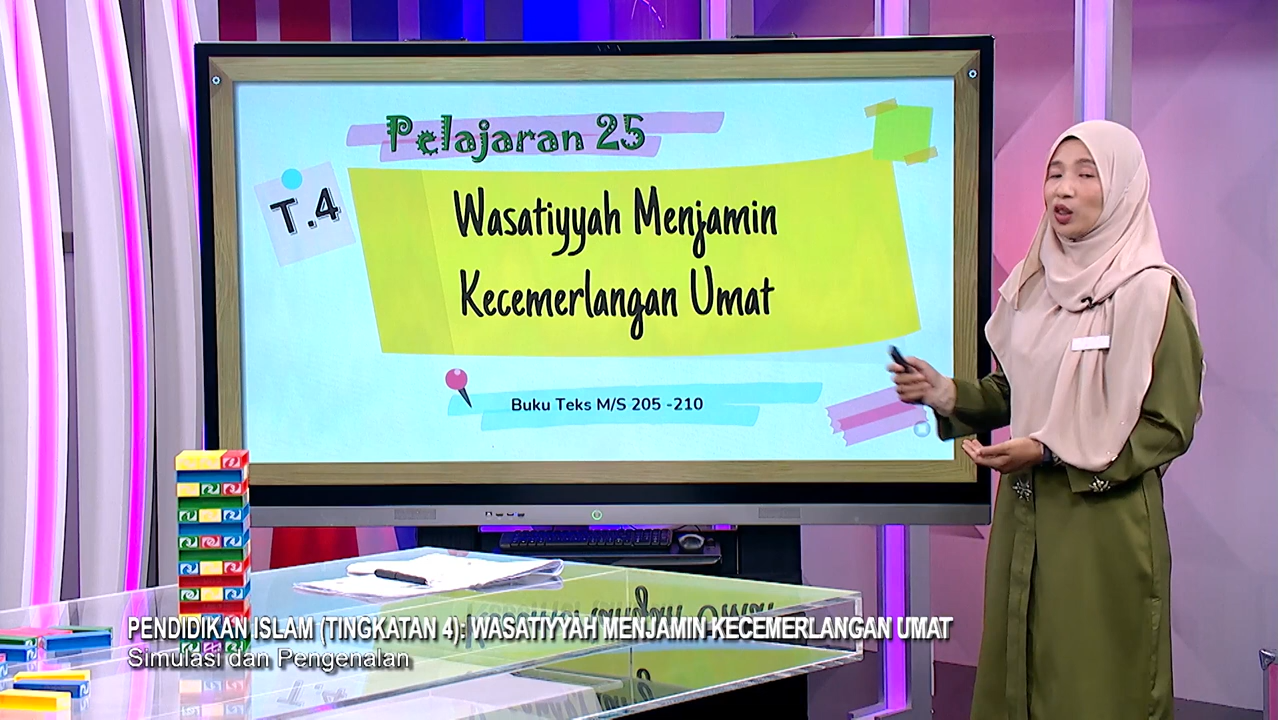 Pelajaran 25
T.4
Wasatiyyah Menjamin
Kecemerlangan Umat
Buku Teks M/S 205 -210
PENDIDIKAN ISLAM (TINGKATAN 4): WASATIYYAH MENJAMIN KECEMERLANGAN UMAT
Simulasi dan Pengenalan